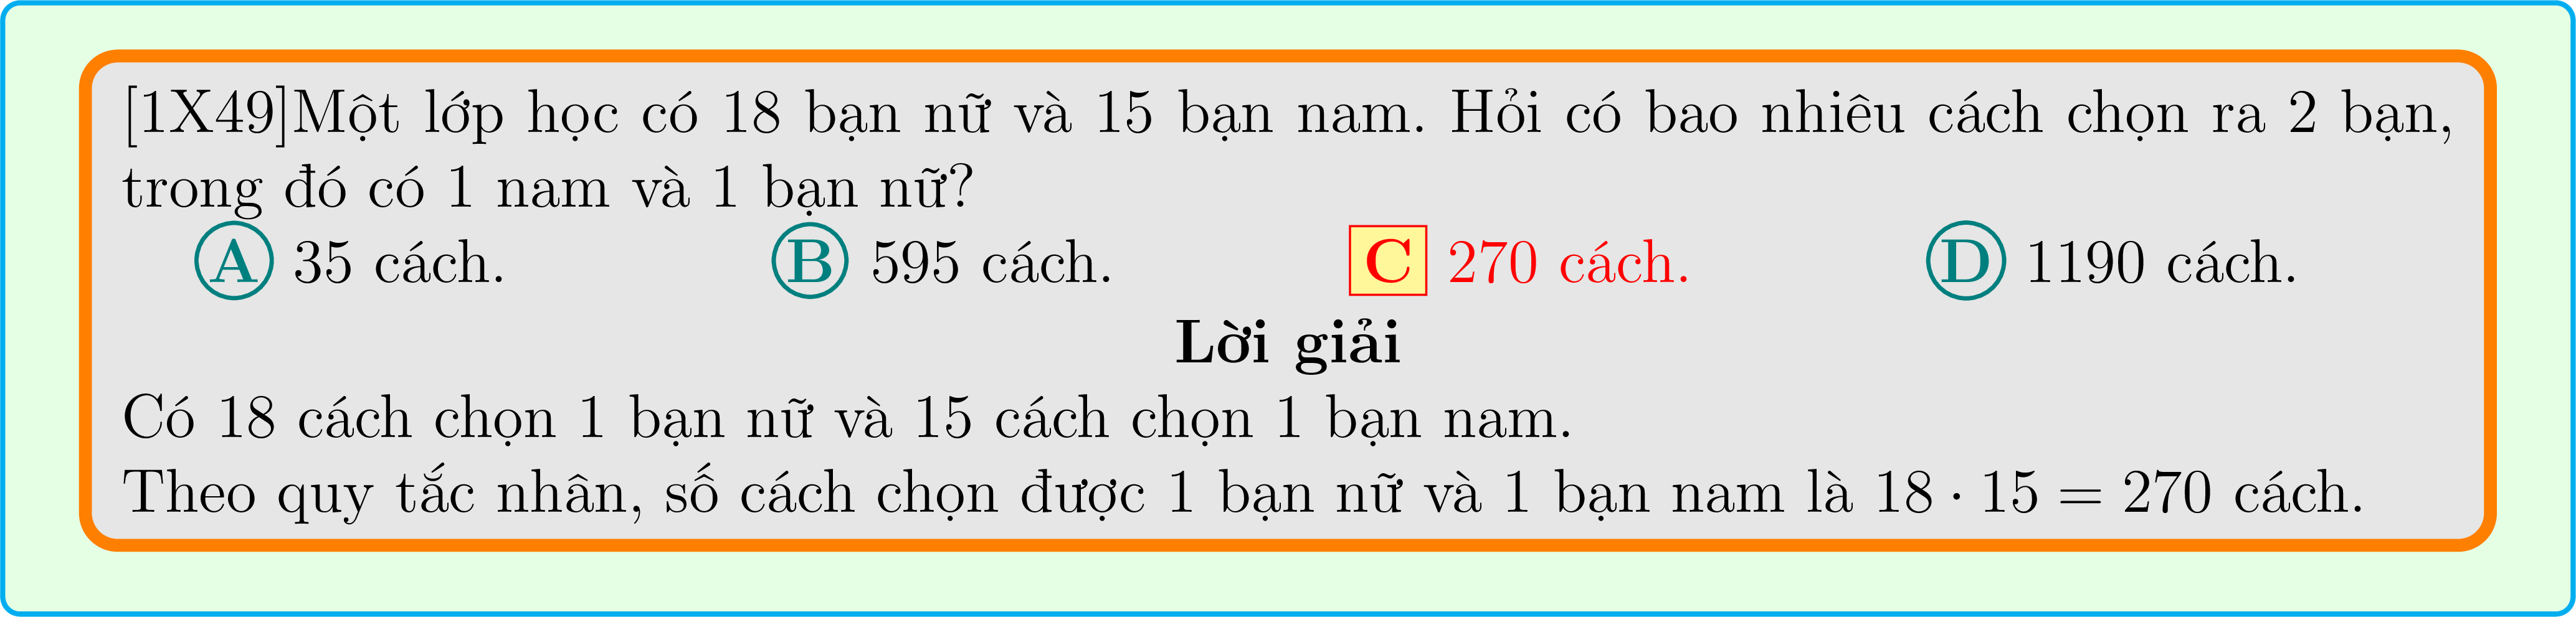 [1X49]Một lớp học có 18 bạn nữ và 15 bạn nam. Hỏi có bao nhiêu cách chọn ra 2 bạn,
trong đó có 1 nam và 1 bạn nữ?
A 35 cách. B 595 cách. C 270 cách. D 1190 cách.
Lời giải
Có 18 cách chọn 1 bạn nữ và 15 cách chọn 1 bạn nam.
Theo quy tắc nhân, số cách chọn được 1 bạn nữ và 1 bạn nam là 18 · 15 = 270 cách.